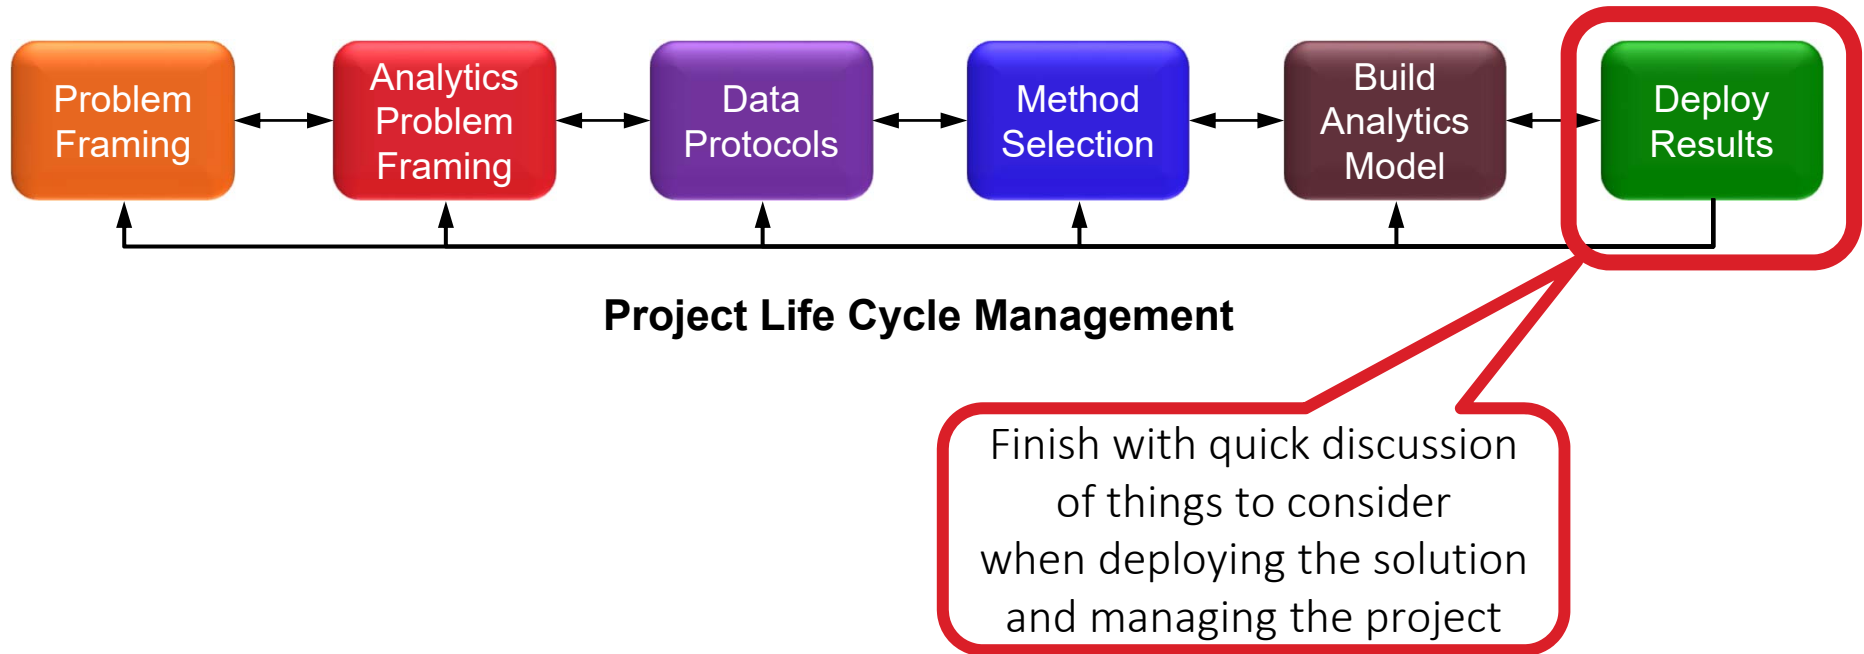 Problem
Framing
Analytics
Problem
Framing
Data
Protocols
Method
Selection
Build
Analytics
Model
Deploy
Results
Project Life Cycle Management
Finish with quick discussion
of things to consider
when deploying the solution
and managing the project